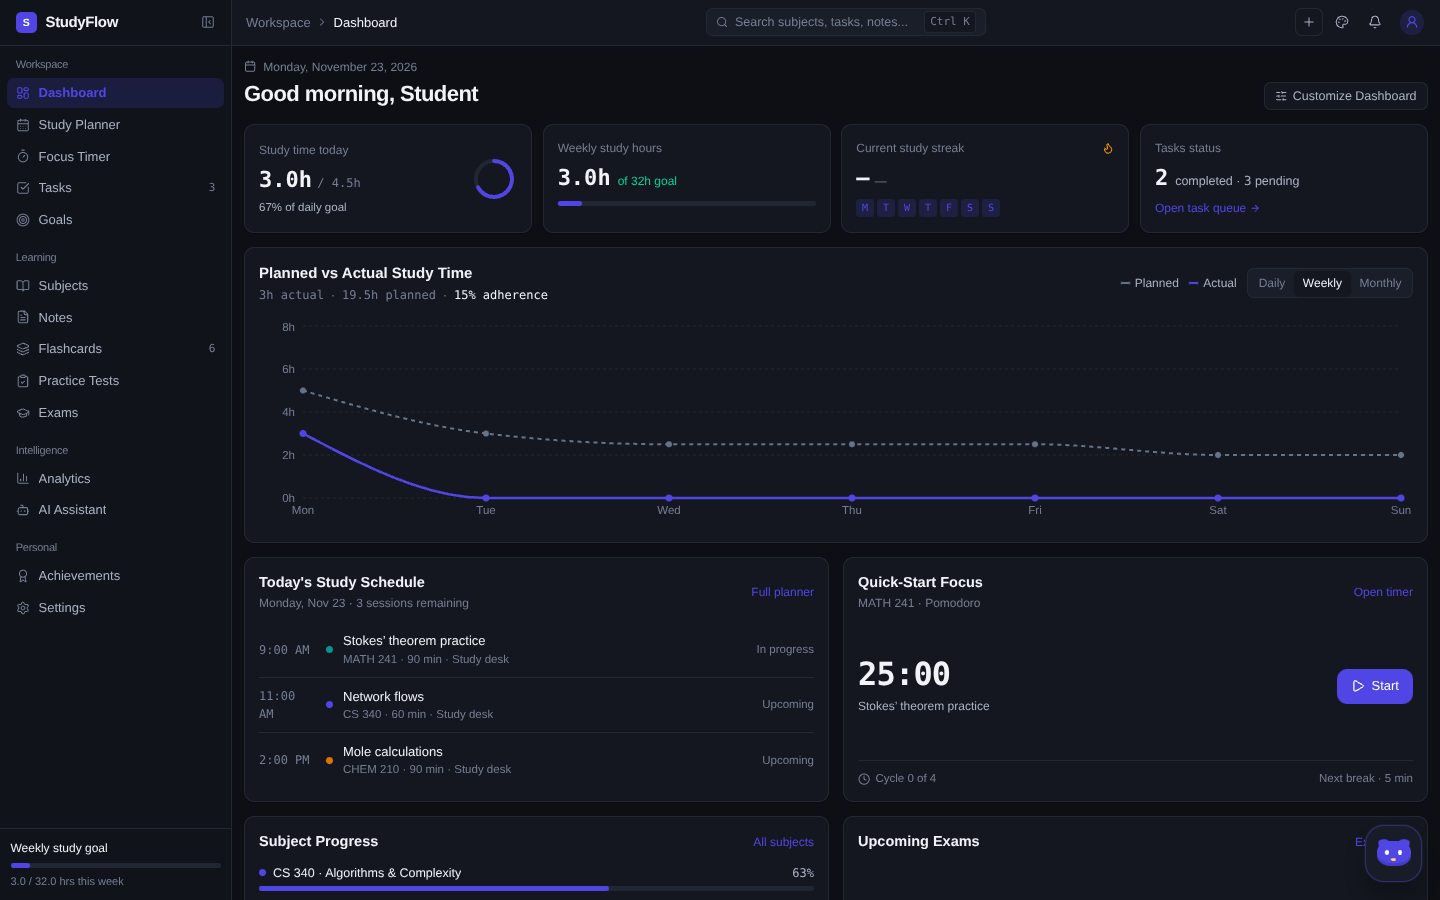 S StudyFlow
Workspace
Dashboard
Study Planner
Focus Timer
Tasks 3
Goals
Learning
Subjects
Notes
Flashcards 6
Practice Tests
Exams
Intelligence
Analytics
AI Assistant
Personal
Achievements
Settings
Weekly study goal
3.0 / 32.0 hrs this week
Workspace > Dashboard
Search subjects, tasks, notes... Ctrl K
Monday, November 23, 2026
Good morning, Student
Customize Dashboard
Study time today
3.0h / 4.5h
67% of daily goal
Weekly study hours
3.0h of 32h goal
Current study streak
— —
M T W T F S S
Tasks status
2 completed · 3 pending
Open task queue →
Planned vs Actual Study Time
3h actual · 19.5h planned · 15% adherence
Planned Actual
Daily Weekly Monthly
8h
6h
4h
2h
0h
Mon Tue Wed Thu Fri Sat Sun
Today's Study Schedule
Monday, Nov 23 · 3 sessions remaining
Full planner
9:00 AM
Stokes’ theorem practice
MATH 241 · 90 min · Study desk
In progress
11:00
AM
Network flows
CS 340 · 60 min · Study desk
Upcoming
2:00 PM
Mole calculations
CHEM 210 · 90 min · Study desk
Upcoming
Quick-Start Focus
MATH 241 · Pomodoro
Open timer
25:00
Stokes’ theorem practice
Start
Cycle 0 of 4
Next break · 5 min
Subject Progress
All subjects
CS 340 · Algorithms & Complexity 63%
Upcoming Exams